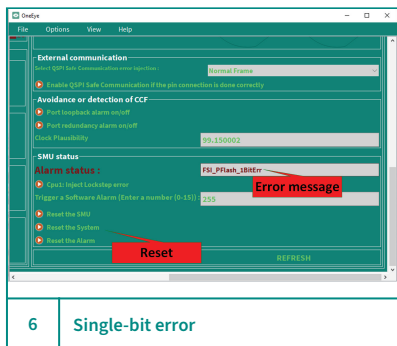 OneEye
File Options View Help
External communication
Select QSPI Safe Communication error injection :
Normal Frame
Enable QSPI Safe Communication if the pin connection is done correctly
Avoidance or detection of CCF
Port loopback alarm on/off
Port redundancy alarm on/off
Clock Plausibility
99.150002
SMU status
Alarm status :
FSI_PFlash_1BitErr
Error message
Cpu1: Inject Lockstep error
Trigger a Software Alarm [Enter a number (0-15)]:
255
Reset the SMU
Reset the System
Reset the Alarm
Reset
REFRESH
6 Single-bit error